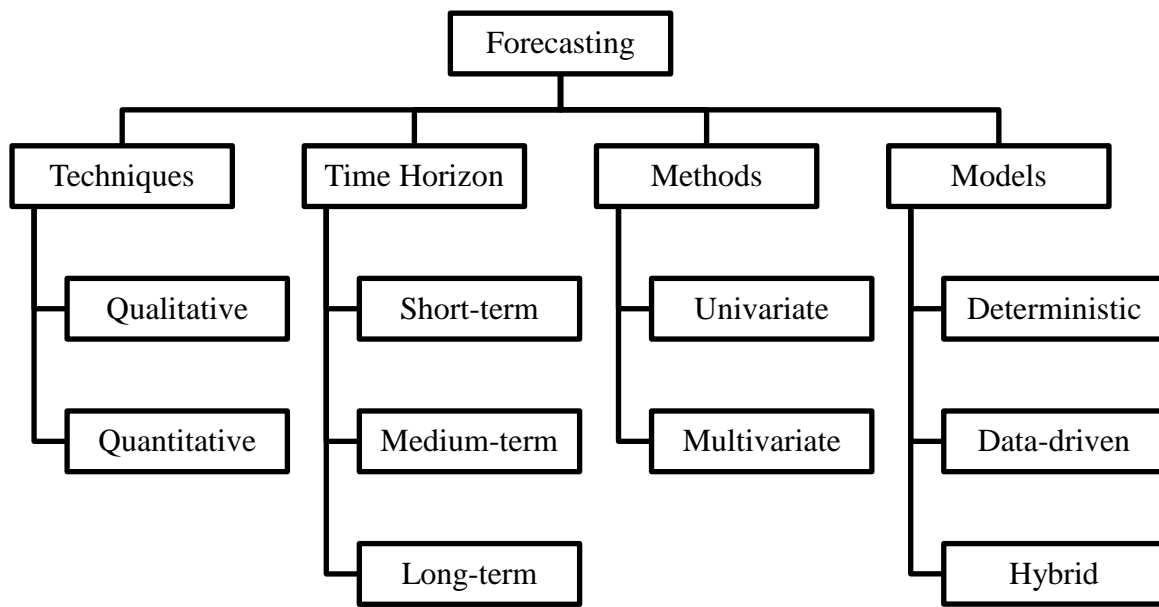 Forecasting
Techniques
Time Horizon
Methods
Models
Qualitative
Short-term
Univariate
Deterministic
Quantitative
Medium-term
Multivariate
Data-driven
Long-term
Hybrid